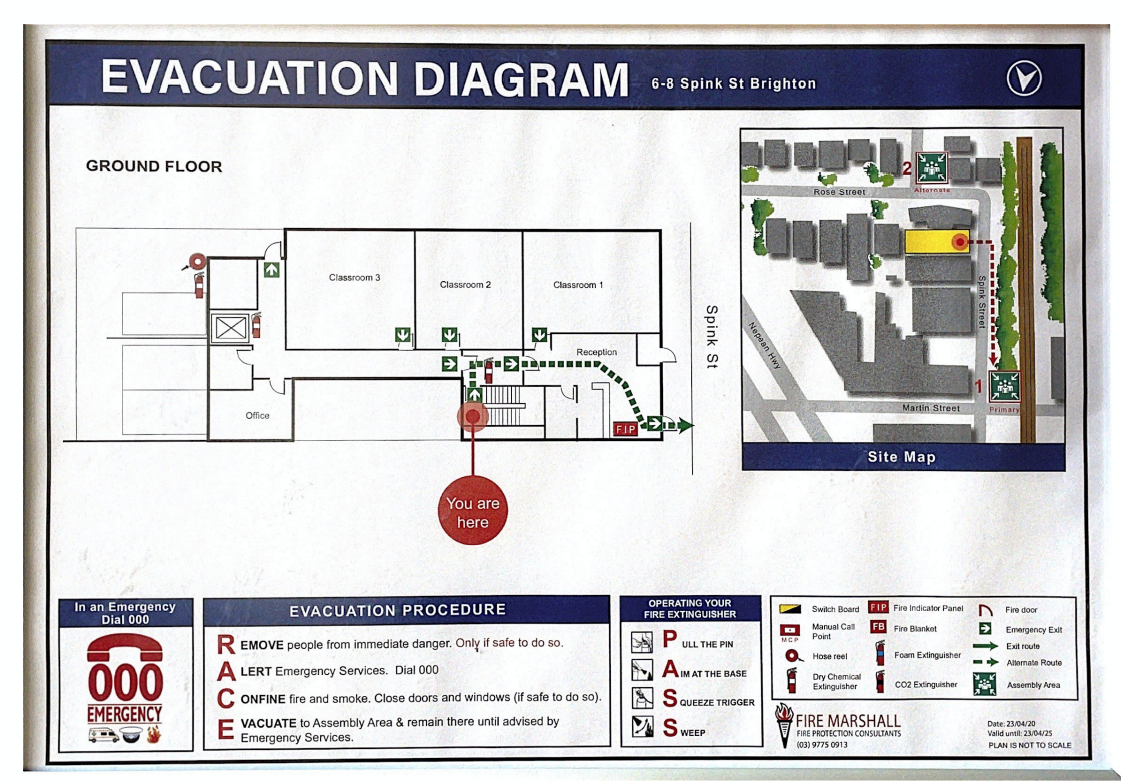 EVACUATION DIAGRAM 6-8 Spink St Brighton
GROUND FLOOR
Classroom 3
Classroom 2
Classroom 1
Reception
Office
FIP
Spink St
You are
here
2
Alternate
Rose Street
Spink Street
Nepean Hwy
1
Primary
Martin Street
Site Map
In an Emergency
Dial 000
000
EMERGENCY
EVACUATION PROCEDURE
REMOVE people from immediate danger. Only if safe to do so.
ALERT Emergency Services. Dial 000
CONFINE fire and smoke. Close doors and windows (if safe to do so).
EVACUATE to Assembly Area & remain there until advised by
Emergency Services.
OPERATING YOUR
FIRE EXTINGUISHER
PULL THE PIN
AIM AT THE BASE
SQUEEZE TRIGGER
SWEEP
Switch Board
MCP
Manual Call
Point
Hose reel
Dry Chemical
Extinguisher
FIP
Fire Indicator Panel
FB
Fire Blanket
Foam Extinguisher
CO2 Extinguisher
Fire door
Emergency Exit
Exit route
Alternate Route
Assembly Area
FIRE MARSHALL
FIRE PROTECTION CONSULTANTS
(03) 9775 0913
Date: 23/04/20
Valid until: 23/04/25
PLAN IS NOT TO SCALE